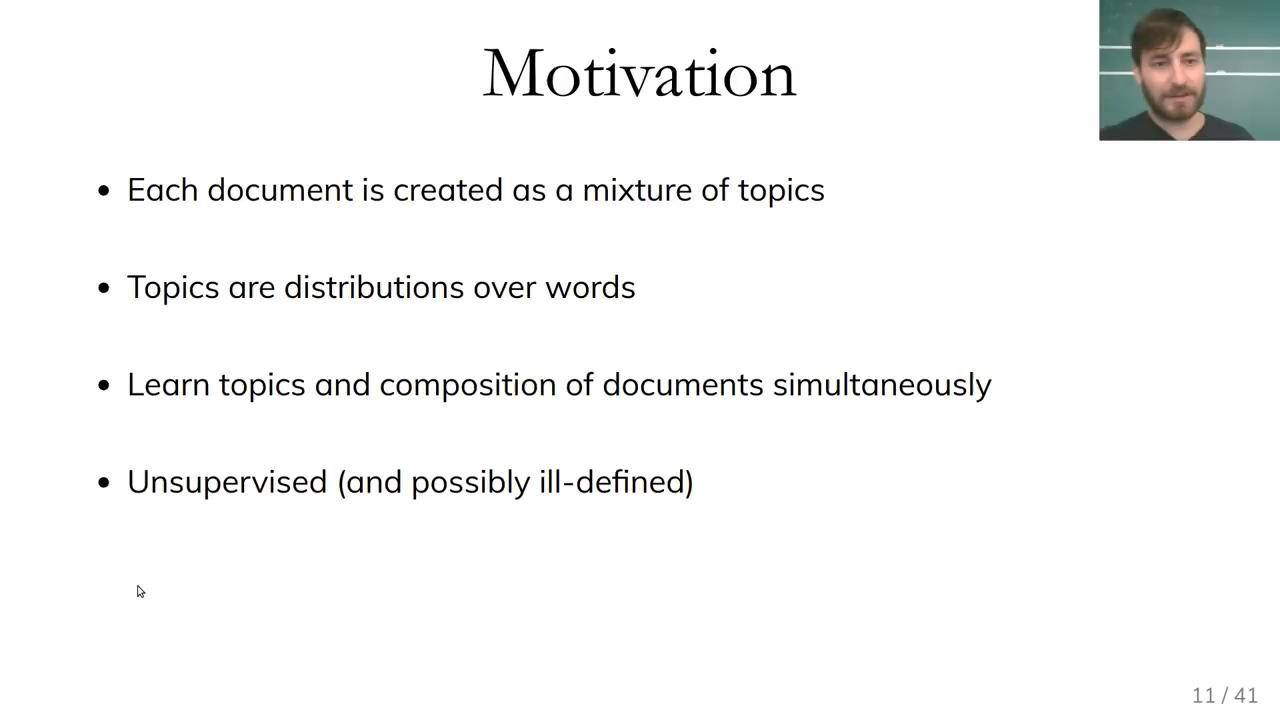 Motivation
• Each document is created as a mixture of topics
• Topics are distributions over words
• Learn topics and composition of documents simultaneously
• Unsupervised (and possibly ill-defined)
11 / 41